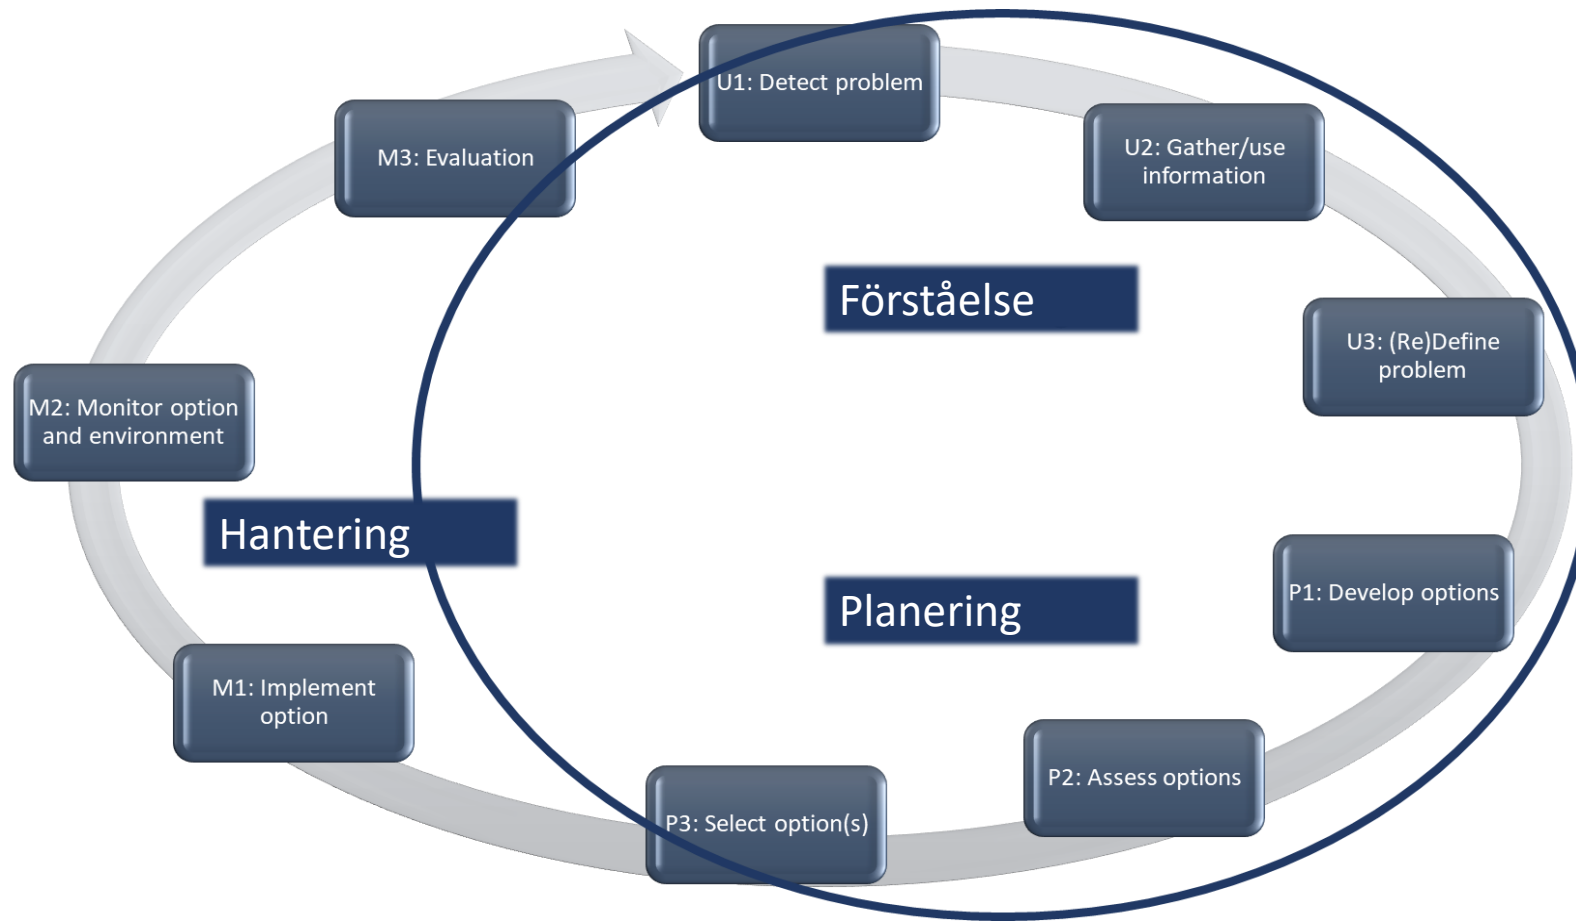 U1: Detect problem
U2: Gather/use
information
U3: (Re)Define
problem
P1: Develop options
P2: Assess options
P3: Select option(s)
M1: Implement
option
M2: Monitor option
and environment
M3: Evaluation
Förståelse
Hantering
Planering